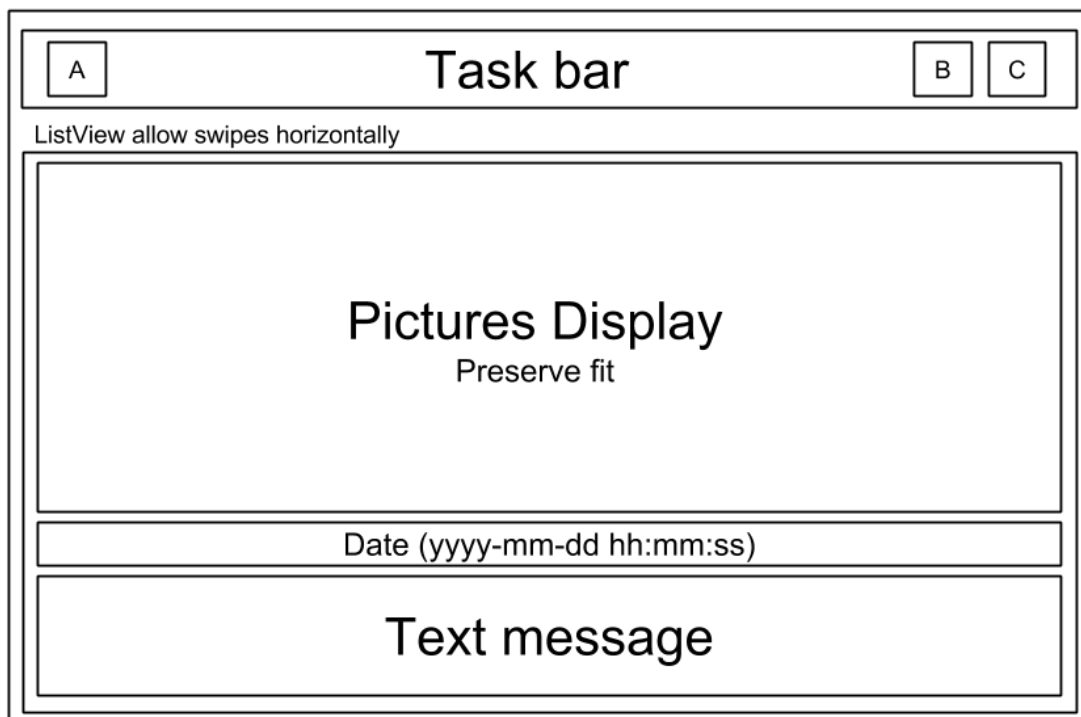 A Task bar B C
ListView allow swipes horizontally
Pictures Display
Preserve fit
Date (yyyy-mm-dd hh:mm:ss)
Text message